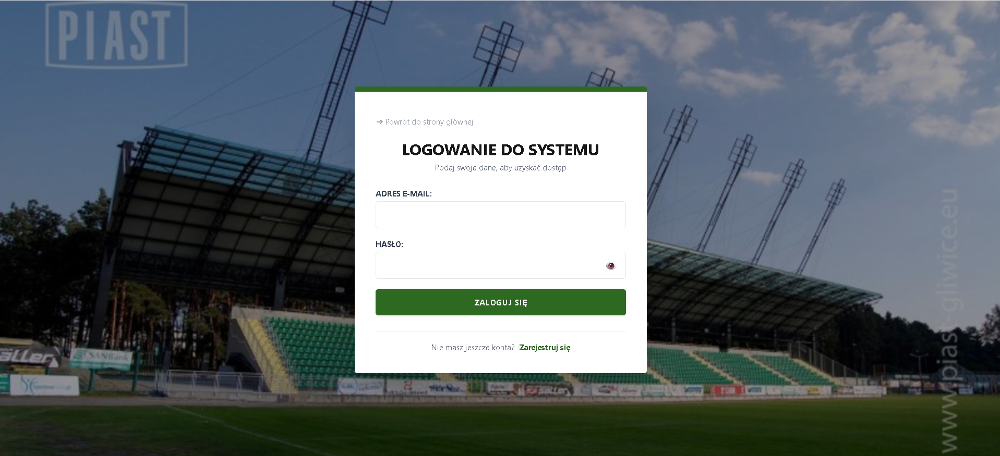 PIAST
➔ Powrót do strony głównej
LOGOWANIE DO SYSTEMU
Podaj swoje dane, aby uzyskać dostęp
ADRES E-MAIL:
HASŁO:
ZALOGUJ SIĘ
Nie masz jeszcze konta? Zarejestruj się
SANBank
www.piast-gliwice.eu